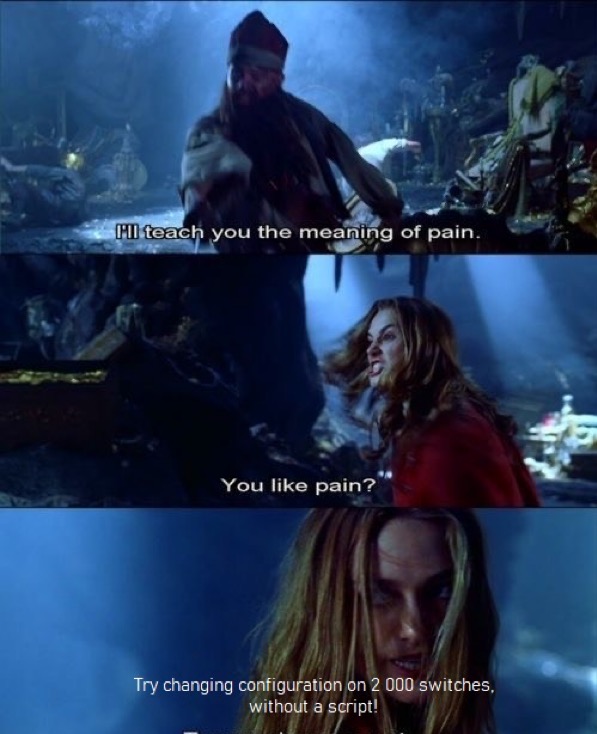 I'll teach you the meaning of pain.
You like pain?
Try changing configuration on 2 000 switches,
without a script!